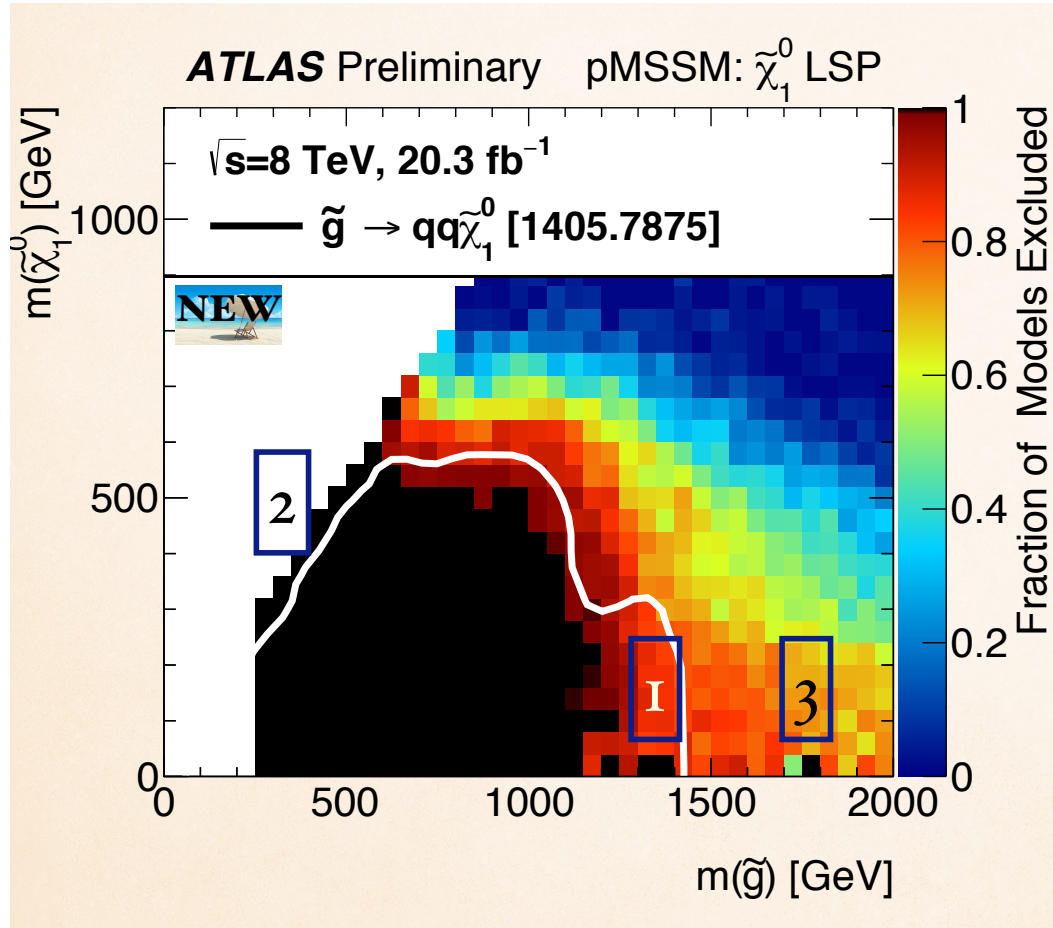 ATLAS Preliminary pMSSM: χ̃₁⁰ LSP
√s=8 TeV, 20.3 fb⁻¹
g̃ → qqχ̃₁⁰ [1405.7875]
NEW
m(χ̃₁⁰) [GeV]
1000
500
0
2
1
3
0
500
1000
1500
2000
m(g̃) [GeV]
1
0.8
0.6
0.4
0.2
0
Fraction of Models Excluded